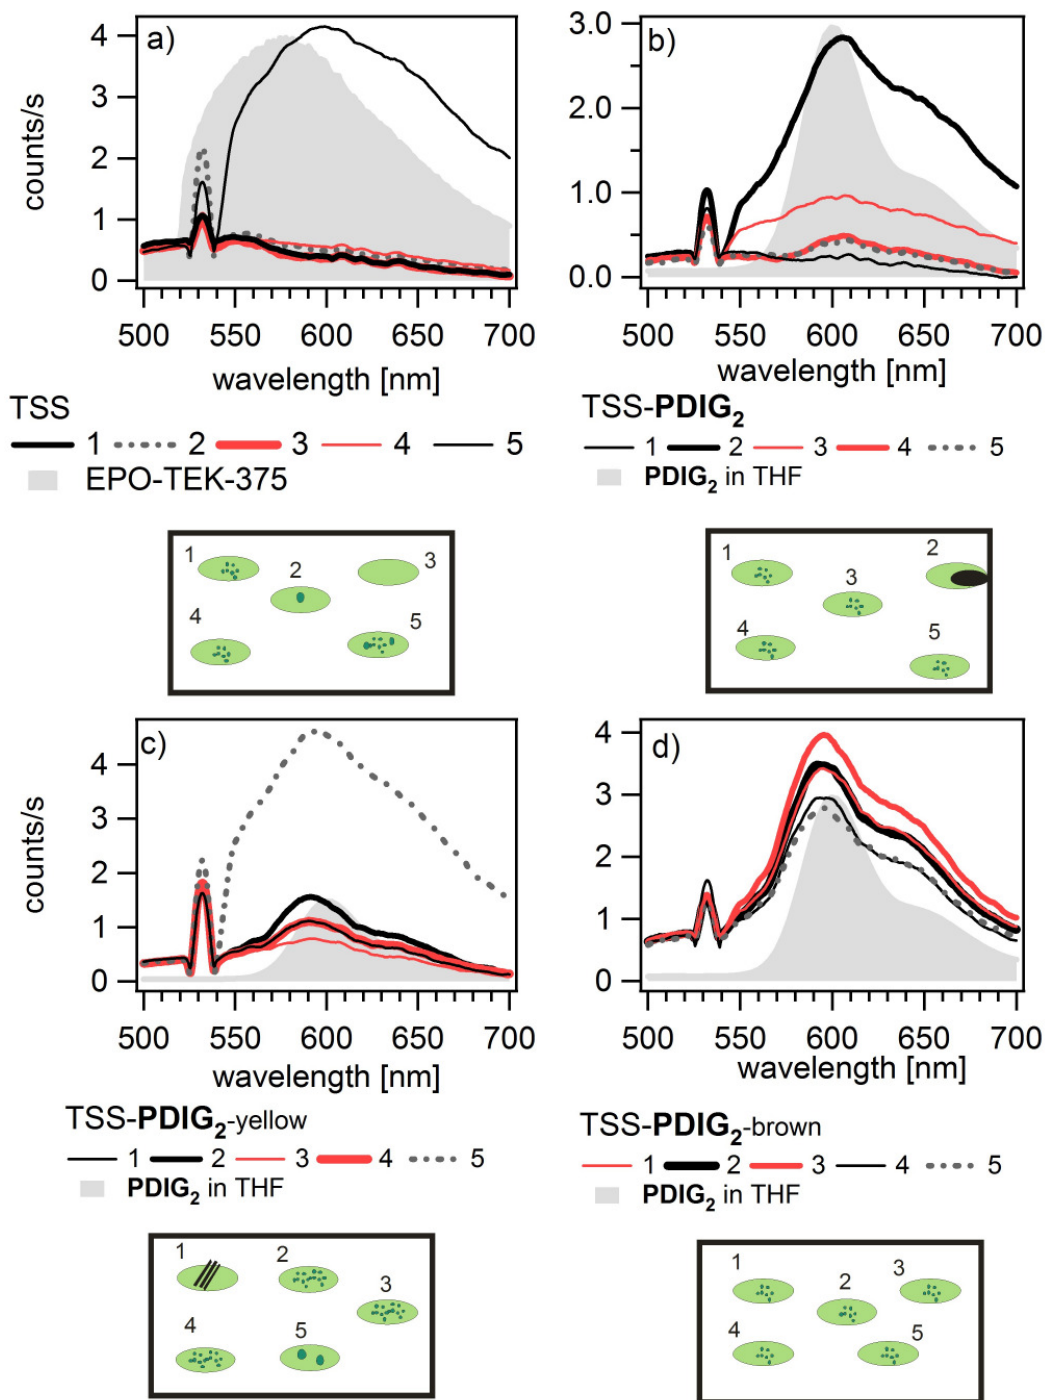 a)
counts/s
4
3
2
1
0
500 550 600 650 700
wavelength [nm]
TSS
1 2 3 4 5
EPO-TEK-375
1
2
3
4
5
b)
3.0
2.0
1.0
0.0
500 550 600 650 700
wavelength [nm]
TSS-PDIG2
1 2 3 4 5
PDIG2 in THF
1
2
3
4
5
c)
counts/s
4
3
2
1
0
500 550 600 650 700
wavelength [nm]
TSS-PDIG2-yellow
1 2 3 4 5
PDIG2 in THF
1
2
3
4
5
d)
4
3
2
1
0
500 550 600 650 700
wavelength [nm]
TSS-PDIG2-brown
1 2 3 4 5
PDIG2 in THF
1
2
3
4
5